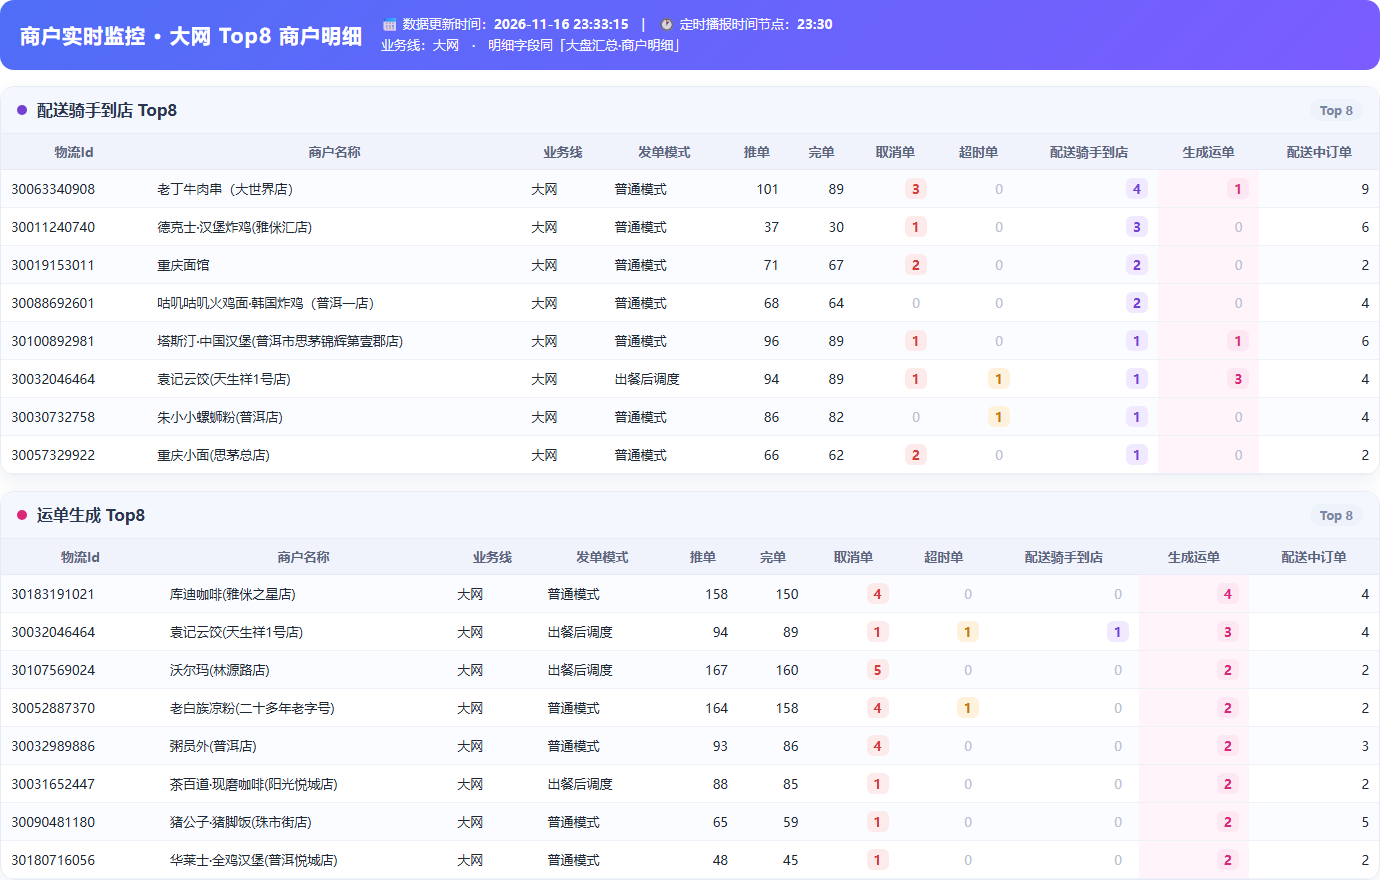 商户实时监控 • 大网 Top8 商户明细
数据更新时间：2026-11-16 23:33:15 | 定时播报时间节点：23:30
业务线：大网 · 明细字段同「大盘汇总·商户明细」
配送骑手到店 Top8 Top 8
物流Id 商户名称 业务线 发单模式 推单 完单 取消单 超时单 配送骑手到店 生成运单 配送中订单
30063340908 老丁牛肉串（大世界店） 大网 普通模式 101 89 3 0 4 1 9
30011240740 德克士·汉堡炸鸡(雅侎汇店) 大网 普通模式 37 30 1 0 3 0 6
30019153011 重庆面馆 大网 普通模式 71 67 2 0 2 0 2
30088692601 咕叽咕叽火鸡面·韩国炸鸡（普洱一店） 大网 普通模式 68 64 0 0 2 0 4
30100892981 塔斯汀·中国汉堡(普洱市思茅锦辉第壹郡店) 大网 普通模式 96 89 1 0 1 1 6
30032046464 袁记云饺(天生祥1号店) 大网 出餐后调度 94 89 1 1 1 3 4
30030732758 朱小小螺蛳粉(普洱店) 大网 普通模式 86 82 0 1 1 0 4
30057329922 重庆小面(思茅总店) 大网 普通模式 66 62 2 0 1 0 2
运单生成 Top8 Top 8
物流Id 商户名称 业务线 发单模式 推单 完单 取消单 超时单 配送骑手到店 生成运单 配送中订单
30183191021 库迪咖啡(雅侎之星店) 大网 普通模式 158 150 4 0 0 4 4
30032046464 袁记云饺(天生祥1号店) 大网 出餐后调度 94 89 1 1 1 3 4
30107569024 沃尔玛(林源路店) 大网 出餐后调度 167 160 5 0 0 2 2
30052887370 老白族凉粉(二十多年老字号) 大网 普通模式 164 158 4 1 0 2 2
30032989886 粥员外(普洱店) 大网 普通模式 93 86 4 0 0 2 3
30031652447 茶百道·现磨咖啡(阳光悦城店) 大网 出餐后调度 88 85 1 0 0 2 2
30090481180 猪公子·猪脚饭(珠市街店) 大网 普通模式 65 59 1 0 0 2 5
30180716056 华莱士·全鸡汉堡(普洱悦城店) 大网 普通模式 48 45 1 0 0 2 2